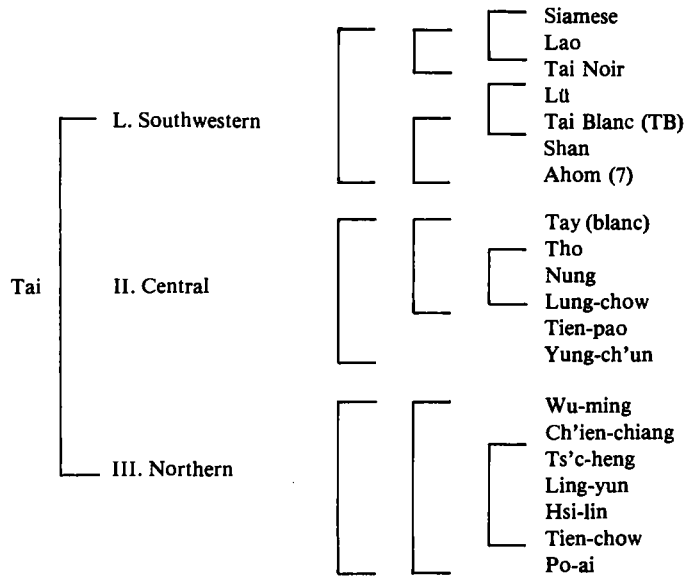 Siamese
Lao
Tai Noir
Lü
L. Southwestern
Tai Blanc (TB)
Shan
Ahom (7)
Tay (blanc)
Tho
Tai
II. Central
Nung
Lung-chow
Tien-pao
Yung-ch'un
Wu-ming
Ch'ien-chiang
III. Northern
Ts'c-heng
Ling-yun
Hsi-lin
Tien-chow
Po-ai